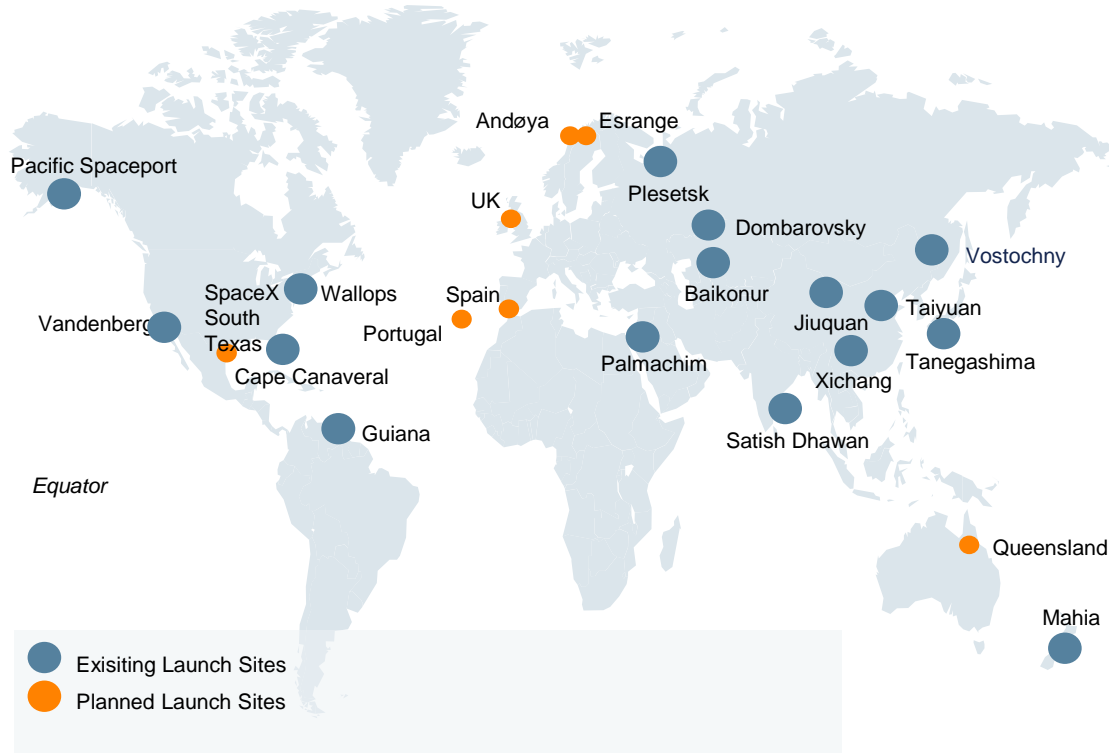 Andøya
Esrange
Pacific Spaceport
Plesetsk
UK
Dombarovsky
Vostochny
SpaceX
South
Texas
Wallops
Spain
Baikonur
Vandenberg
Portugal
Jiuquan
Taiyuan
Palmachim
Tanegashima
Cape Canaveral
Xichang
Guiana
Satish Dhawan
Equator
Queensland
Mahia
Exisiting Launch Sites
Planned Launch Sites